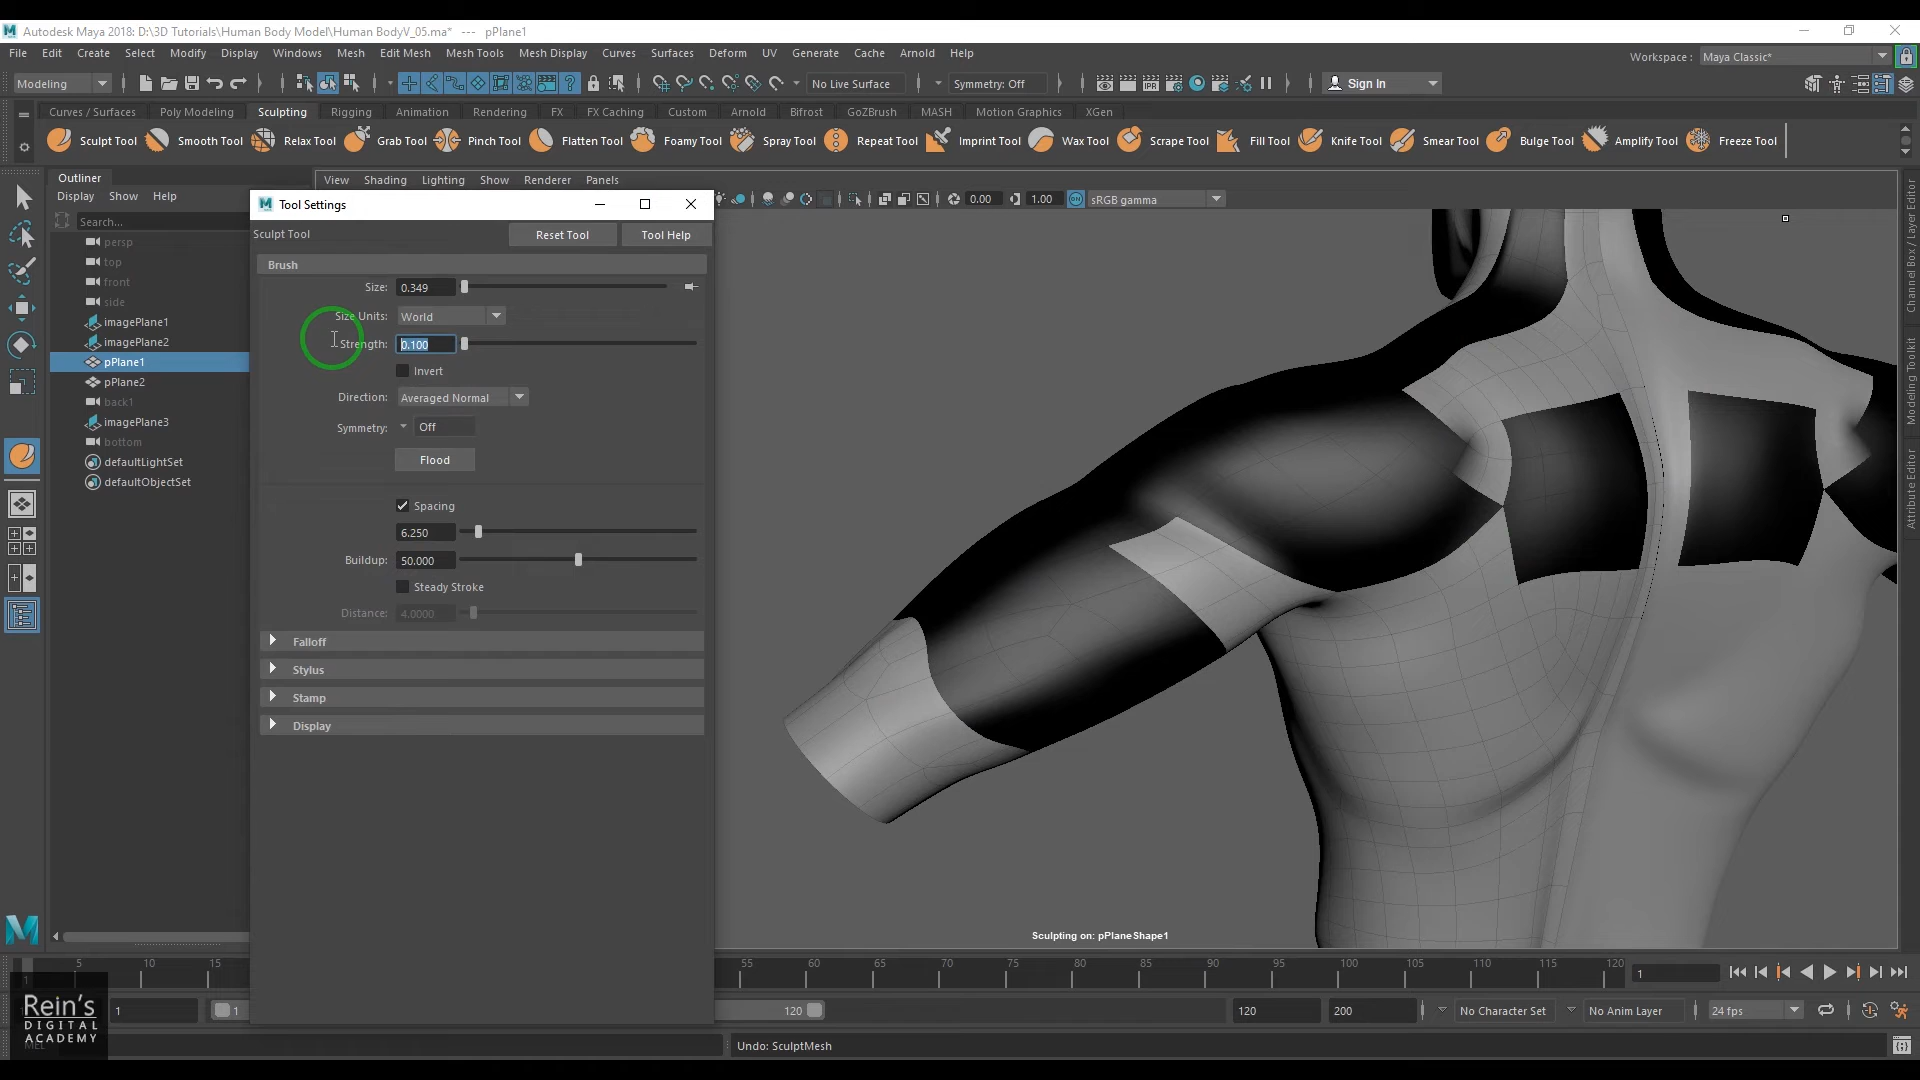 Autodesk Maya 2018: D:\3D Tutorials\Human Body Model\Human BodyV_05.ma* --- pPlane1
File Edit Create Select Modify Display Windows Mesh Edit Mesh Mesh Tools Mesh Display Curves Surfaces Deform UV Generate Cache Arnold Help
Workspace : Maya Classic*
Modeling No Live Surface Symmetry: Off Sign In
Curves / Surfaces Poly Modeling Sculpting Rigging Animation Rendering FX FX Caching Custom Arnold Bifrost GoZBrush MASH Motion Graphics XGen
Sculpt Tool Smooth Tool Relax Tool Grab Tool Pinch Tool Flatten Tool Foamy Tool Spray Tool Repeat Tool Imprint Tool Wax Tool Scrape Tool Fill Tool Knife Tool Smear Tool Bulge Tool Amplify Tool Freeze Tool
Outliner
Display Show Help
Search...
persp
top
front
side
imagePlane1
imagePlane2
pPlane1
pPlane2
back1
imagePlane3
bottom
defaultLightSet
defaultObjectSet
View Shading Lighting Show Renderer Panels
0.00 1.00 ON sRGB gamma
Tool Settings
Sculpt Tool Reset Tool Tool Help
Brush
Size: 0.349
Size Units: World
Strength: 0.100
Invert
Direction: Averaged Normal
Symmetry: Off
Flood
Spacing
6.250
Buildup: 50.000
Steady Stroke
Distance: 4.0000
Falloff
Stylus
Stamp
Display
Sculpting on: pPlaneShape1
Channel Box / Layer Editor
Modeling Toolkit
Attribute Editor
1 5 10 15 55 60 65 70 75 80 85 90 95 100 105 110 115 120 1
1 1 120 120 200 No Character Set No Anim Layer 24 fps
MEL Undo: SculptMesh
Rein's
DIGITAL
ACADEMY